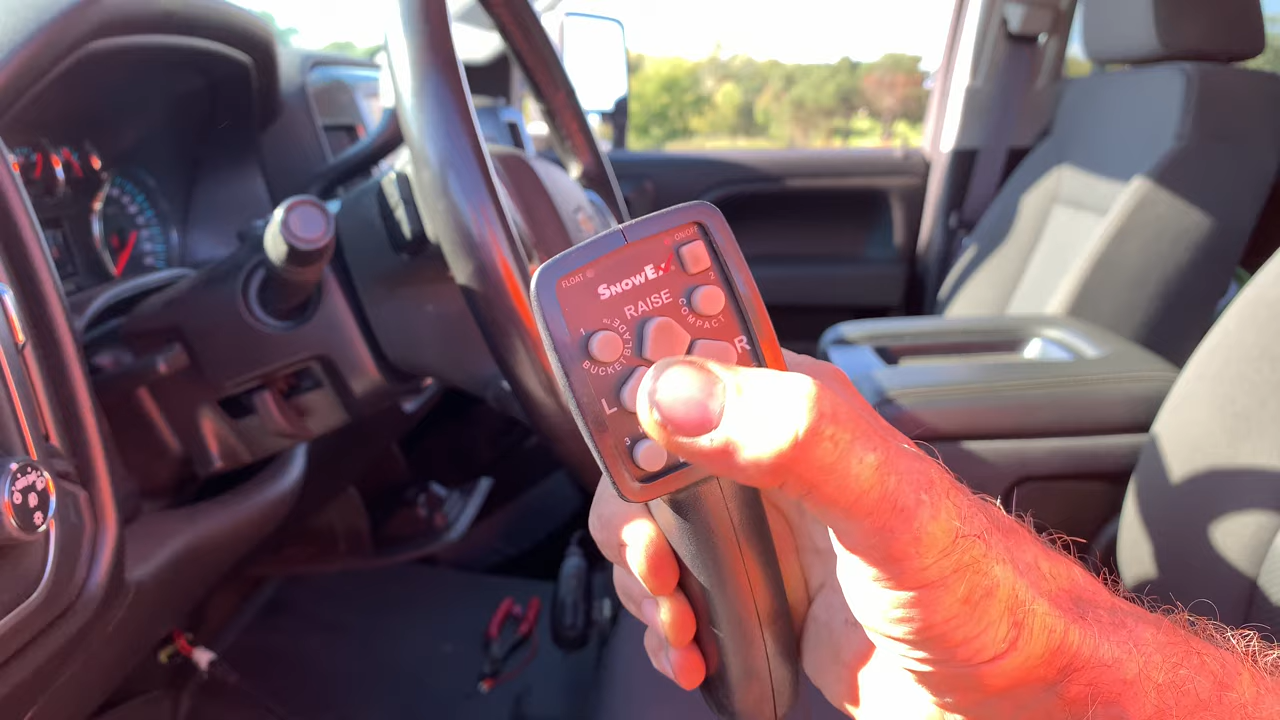 FLOAT
ON/OFF
SNOWEX
RAISE
2
COMPACT
1
BUCKET BLADE
R
L
3